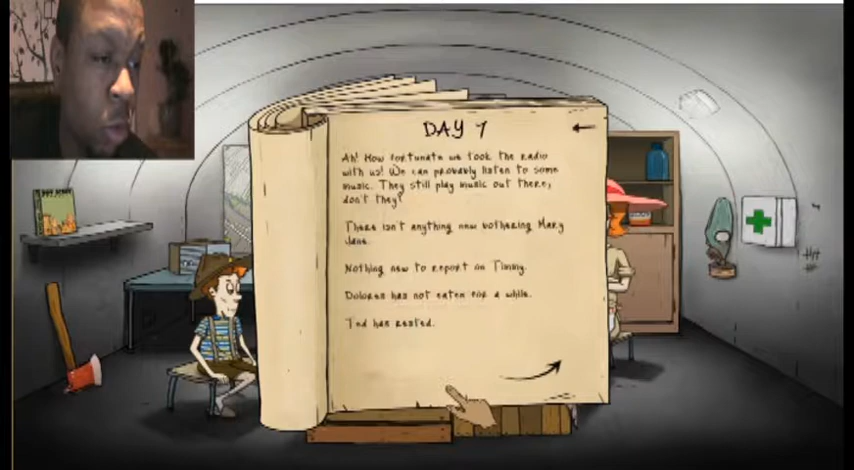 DAY 7
Ah! How fortunate we took the radio
with us! We can probably listen to some
music. They still play music out there,
don't they?
There isn't anything new bothering Mary
Jane.
Nothing new to report on Timmy.
Dolores has not eaten for a while.
Ted has rested.